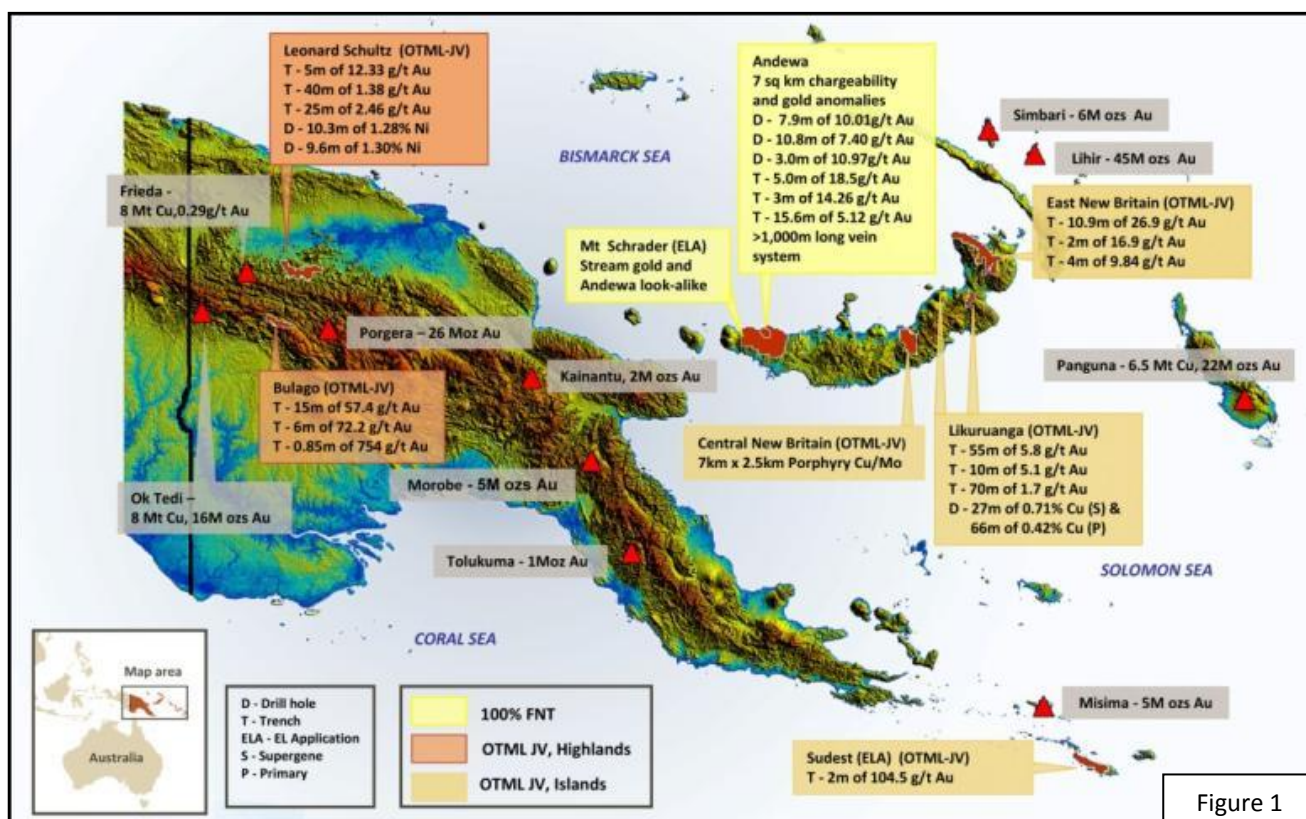 Leonard Schultz (OTML-JV)
T - 5m of 12.33 g/t Au
T - 40m of 1.38 g/t Au
T - 25m of 2.46 g/t Au
D - 10.3m of 1.28% Ni
D - 9.6m of 1.30% Ni
Andewa
7 sq km chargeability
and gold anomalies
D - 7.9m of 10.01g/t Au
D - 10.8m of 7.40 g/t Au
D - 3.0m of 10.97g/t Au
T - 5.0m of 18.5g/t Au
T - 3m of 14.26 g/t Au
T - 15.6m of 5.12 g/t Au
>1,000m long vein
system
BISMARCK SEA
Simbari - 6M ozs Au
Lihir - 45M ozs Au
Frieda -
8 Mt Cu,0.29g/t Au
East New Britain (OTML-JV)
T - 10.9m of 26.9 g/t Au
T - 2m of 16.9 g/t Au
T - 4m of 9.84 g/t Au
Mt Schrader (ELA)
Stream gold and
Andewa look-alike
Porgera – 26 Moz Au
Kainantu, 2M ozs Au
Panguna - 6.5 Mt Cu, 22M ozs Au
Bulago (OTML-JV)
T - 15m of 57.4 g/t Au
T - 6m of 72.2 g/t Au
T - 0.85m of 754 g/t Au
Central New Britain (OTML-JV)
7km x 2.5km Porphyry Cu/Mo
Likuruanga (OTML-JV)
T - 55m of 5.8 g/t Au
T - 10m of 5.1 g/t Au
T - 70m of 1.7 g/t Au
D - 27m of 0.71% Cu (S) &
66m of 0.42% Cu (P)
Ok Tedi –
8 Mt Cu, 16M ozs Au
Morobe - 5M ozs Au
Tolukuma - 1Moz Au
SOLOMON SEA
CORAL SEA
Map area
Australia
D - Drill hole
T - Trench
ELA - EL Application
S - Supergene
P - Primary
100% FNT
OTML JV, Highlands
OTML JV, Islands
Misima - 5M ozs Au
Sudest (ELA) (OTML-JV)
T - 2m of 104.5 g/t Au
Figure 1